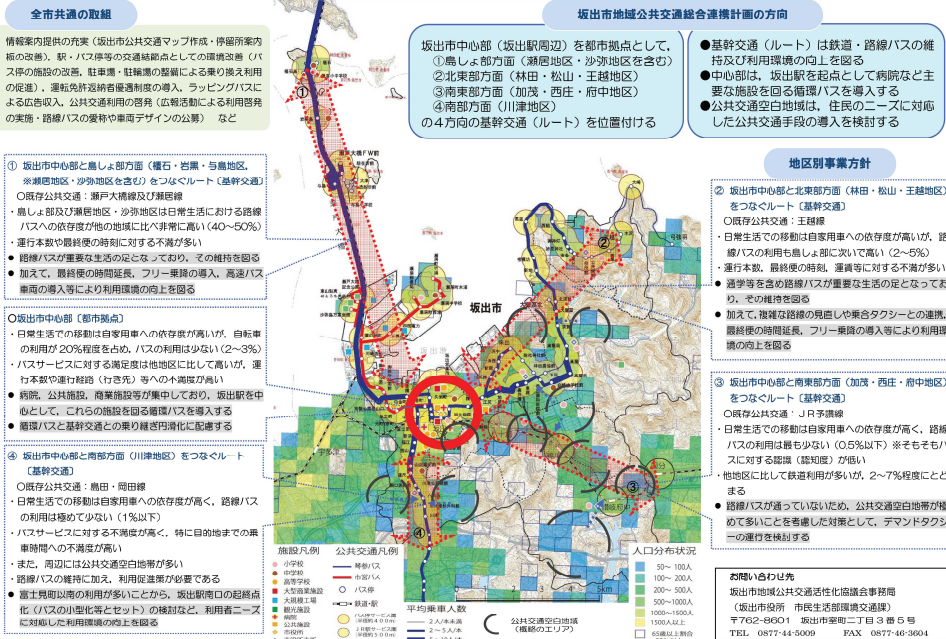 全市共通の取組
情報案内提供の充実（坂出市公共交通マップ作成・停留所案内
板の改善），駅・バス停等の交通結節点としての環境改善（バ
ス停の施設の改善，駐車場・駐輪場の整備による乗り換え利用
の促進），運転免許返納者優遇制度の導入，ラッピングバスに
よる広告収入，公共交通利用の啓発（広報活動による利用啓発
の実施・路線バスの愛称や車両デザインの公募）　など
坂出市地域公共交通総合連携計画の方向
坂出市中心部（坂出駅周辺）を都市拠点として，
①島しょ部方面（瀬居地区・沙弥地区を含む）
②北東部方面（林田・松山・王越地区）
③南東部方面（加茂・西庄・府中地区）
④南部方面（川津地区）
の４方向の基幹交通（ルート）を位置付ける
●基幹交通（ルート）は鉄道・路線バスの維
持及び利用環境の向上を図る
●中心部は，坂出駅を起点として病院など主
要な施設を回る循環バスを導入する
●公共交通空白地域は，住民のニーズに対応
した公共交通手段の導入を検討する
① 坂出市中心部と島しょ部方面（櫃石・岩黒・与島地区，
※瀬居地区・沙弥地区を含む）をつなぐルート［基幹交通］
○既存公共交通：瀬戸大橋線及び瀬居線
・島しょ部及び瀬居地区・沙弥地区は日常生活における路線
バスへの依存度が他の地域に比べ非常に高い（40～50%）
・運行本数や最終便の時刻に対する不満が多い
● 路線バスが重要な生活の足となっており，その維持を図る
● 加えて，最終便の時間延長，フリー乗降の導入，高速バス
車両の導入等により利用環境の向上を図る
○坂出市中心部［都市拠点］
・日常生活での移動は自家用車への依存度が高いが，自転車
の利用が20%程度を占め，バスの利用は少ない（2～3%）
・バスサービスに対する満足度は他地区に比して高いが，運
行本数や運行経路（行き先）等への不満度が高い
● 病院，公共施設，商業施設等が集中しており，坂出駅を中
心として，これらの施設を回る循環バスを導入する
● 循環バスと基幹交通との乗り継ぎ円滑化に配慮する
④ 坂出市中心部と南部方面（川津地区）をつなぐルート
［基幹交通］
○既存公共交通：島田・岡田線
・日常生活での移動は自家用車への依存度が高く，路線バス
の利用は極めて少ない（1%以下）
・バスサービスに対する不満度が高く，特に目的地までの乗
車時間への不満度が高い
・また，周辺には公共交通空白地帯が多い
・路線バスの維持に加え，利用促進策が必要である
● 富士見町以南の利用が多いことから，坂出駅南口の起終点
化（バスの小型化等とセット）の検討など，利用者ニーズ
に対応した利用環境の向上を図る
地区別事業方針
② 坂出市中心部と北東部方面（林田・松山・王越地区）
をつなぐルート［基幹交通］
○既存公共交通：王越線
・日常生活での移動は自家用車への依存度が高いが，路
線バスの利用も島しょ部に次いで高い（2～5%）
・運行本数，最終便の時刻，運賃等に対する不満が多い
● 通学等を含め路線バスが重要な生活の足となってお
り，その維持を図る
● 加えて，複雑な路線の見直しや乗合タクシーとの連携，
最終便の時間延長，フリー乗降の導入等により利用環
境の向上を図る
③ 坂出市中心部と南東部方面（加茂・西庄・府中地区）
をつなぐルート［基幹交通］
○既存公共交通：ＪＲ予讃線
・日常生活での移動は自家用車への依存度が高く，路線
バスの利用は最も少ない（0.5%以下）※そもそもバ
スに対する認識（認知度）が低い
・他地区に比して鉄道利用が多いが，2～7%程度にとど
まる
● 路線バスが通っていないため，公共交通空白地帯が極
めて多いことを考慮した対策として，デマンドタクシ
ーの運行を検討する
坂出市
①
②
③
④
施設凡例
小学校
中学校
高等学校
大型商業施設
大規模工場
観光施設
病院
公共施設
市役所
公共交通凡例
琴参バス
市営バス
バス停
鉄道・駅
平均乗車人数
2人/本未満
2～5人/本
公共交通空白地域
（概略のエリア）
人口分布状況
50～ 100人
100～ 200人
200～ 500人
500～1000人
1000～1500人
1500人以上
65歳以上割合
お問い合わせ先
坂出市地域公共交通活性化協議会事務局
（坂出市役所　市民生活部環境交通課）
〒762-8601　坂出市室町二丁目３番５号
TEL　0877-44-5009　　FAX　0877-46-3604